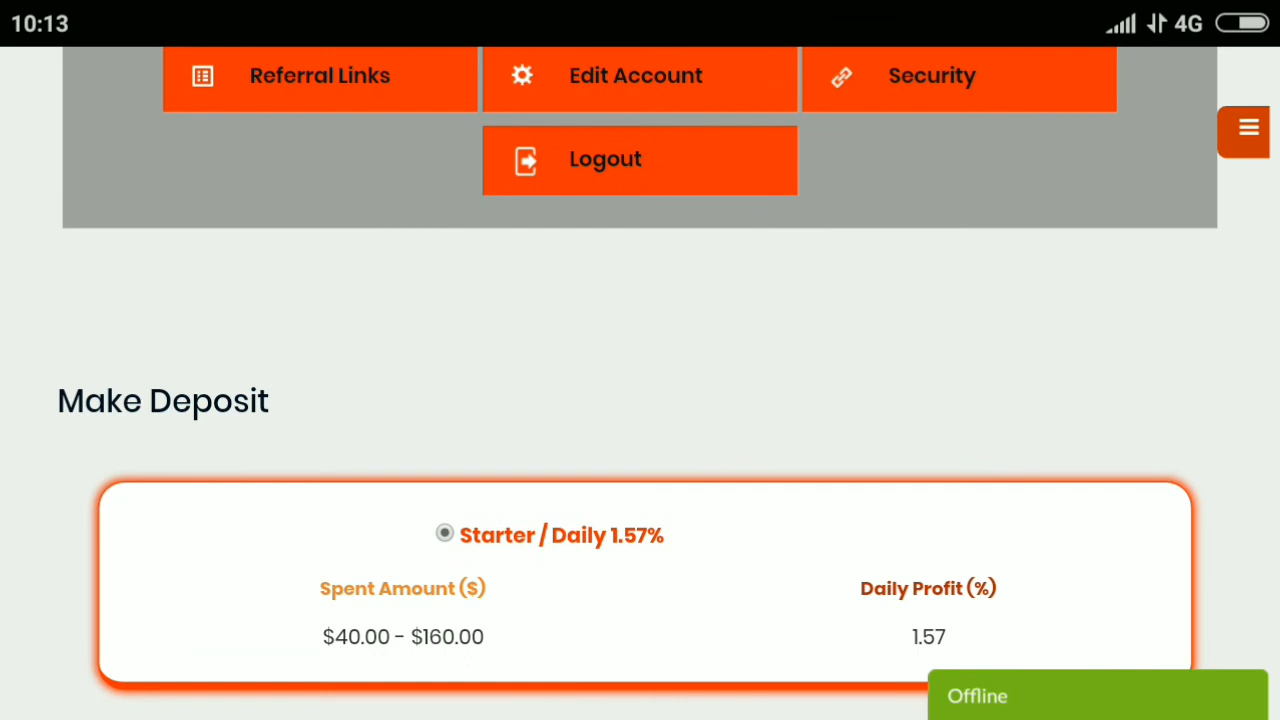 10:13
4G
Referral Links
Edit Account
Security
Logout
Make Deposit
Starter / Daily 1.57%
Spent Amount ($)
Daily Profit (%)
$40.00 - $160.00
1.57
Offline